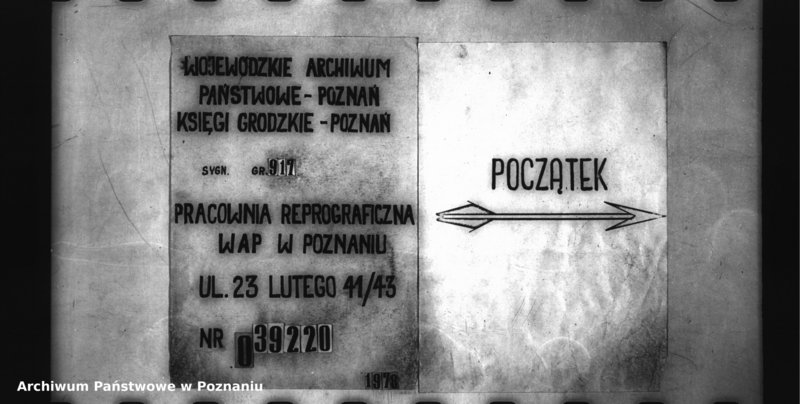 WOJEWÓDZKIE ARCHIWUM
PAŃSTWOWE - POZNAŃ
KSIĘGI GRODZKIE - POZNAŃ
SYGN. GR. 917
PRACOWNIA REPROGRAFICZNA
WAP W POZNANIU
UL. 23 LUTEGO 41/43
NR 039220
1976
POCZĄTEK
Archiwum Państwowe w Poznaniu